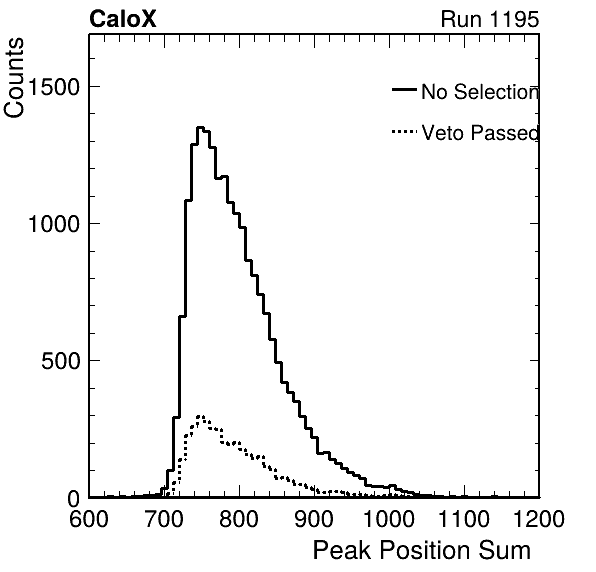 CaloX Run 1195
Counts
1500
1000
500
0
No Selection
Veto Passed
600 700 800 900 1000 1100 1200
Peak Position Sum